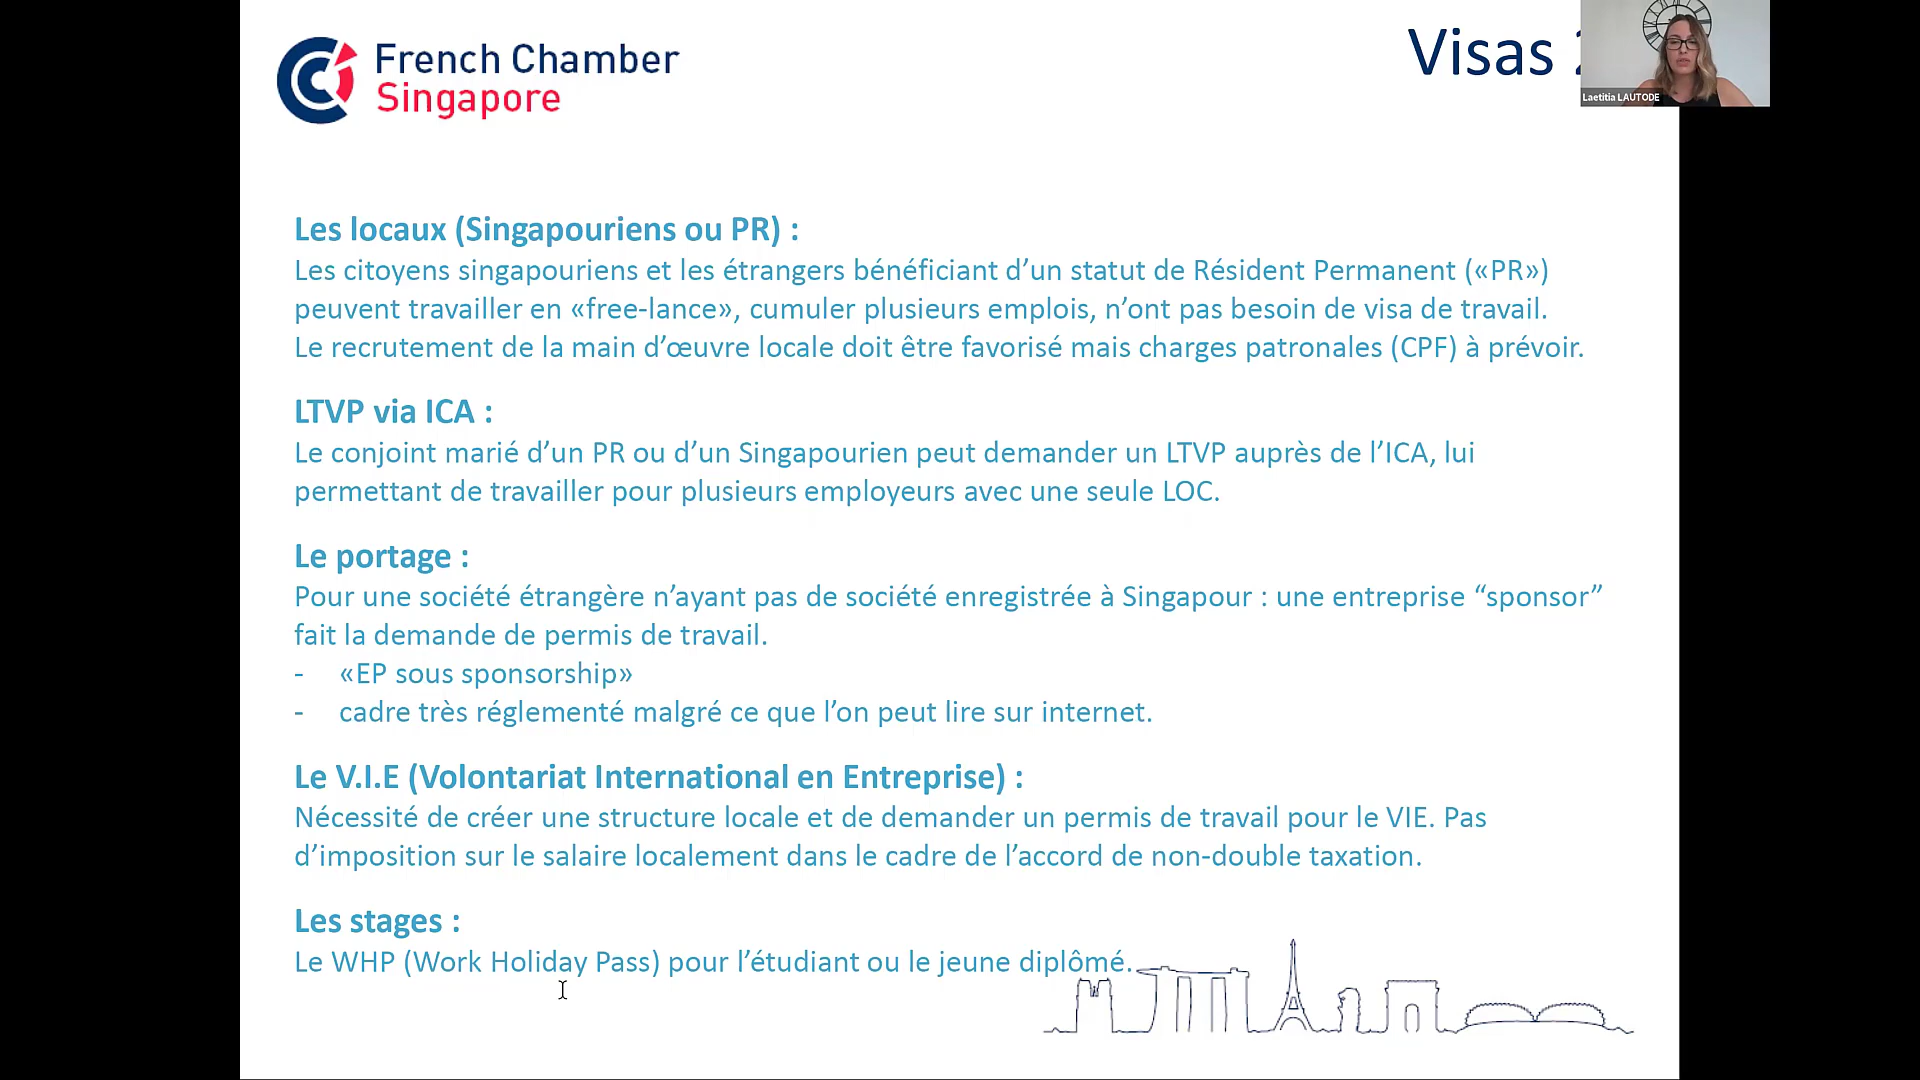 French Chamber
Singapore
Visas
Laetitia LAUTODE
Les locaux (Singapouriens ou PR) :
Les citoyens singapouriens et les étrangers bénéficiant d’un statut de Résident Permanent («PR»)
peuvent travailler en «free-lance», cumuler plusieurs emplois, n’ont pas besoin de visa de travail.
Le recrutement de la main d’œuvre locale doit être favorisé mais charges patronales (CPF) à prévoir.
LTVP via ICA :
Le conjoint marié d’un PR ou d’un Singapourien peut demander un LTVP auprès de l’ICA, lui
permettant de travailler pour plusieurs employeurs avec une seule LOC.
Le portage :
Pour une société étrangère n’ayant pas de société enregistrée à Singapour : une entreprise “sponsor”
fait la demande de permis de travail.
- «EP sous sponsorship»
- cadre très réglementé malgré ce que l’on peut lire sur internet.
Le V.I.E (Volontariat International en Entreprise) :
Nécessité de créer une structure locale et de demander un permis de travail pour le VIE. Pas
d’imposition sur le salaire localement dans le cadre de l’accord de non-double taxation.
Les stages :
Le WHP (Work Holiday Pass) pour l’étudiant ou le jeune diplômé.